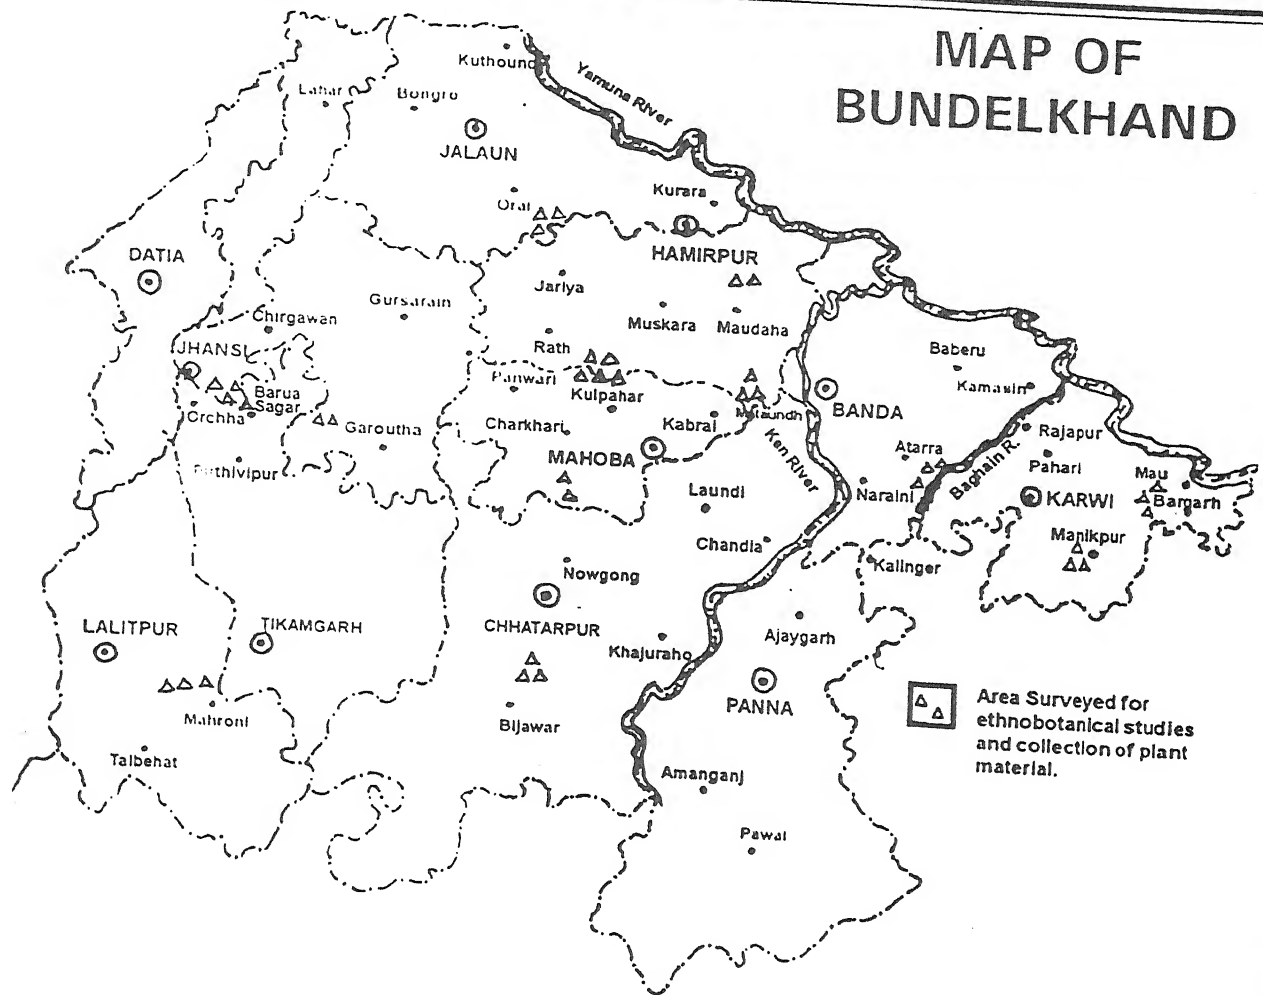 MAP OF
BUNDELKHAND
Kuthound
Yamuna River
Lahar
Bongro
JALAUN
Kurara
Orai
HAMIRPUR
DATIA
Jariya
Gursarain
Chirgawan
Muskara
Maudaha
JHANSI
Rath
Baberu
Panwari
Kamasin
Barua
Sagar
Kulpahar
Orchha
Mataundh
BANDA
Charkhari
Kabrai
Garoutha
Ken River
Atarra
Baghain R.
Rajapur
MAHOBA
Prithivipur
Pahari
Mau
Laundi
Naraini
KARWI
Bargarh
Chandla
Manikpur
Nowgong
Kalinger
LALITPUR
TIKAMGARH
CHHATARPUR
Ajaygarh
Khajuraho
PANNA
Mahroni
Bijawar
Area Surveyed for
ethnobotanical studies
and collection of plant
material.
Talbehat
Amanganj
Pawai